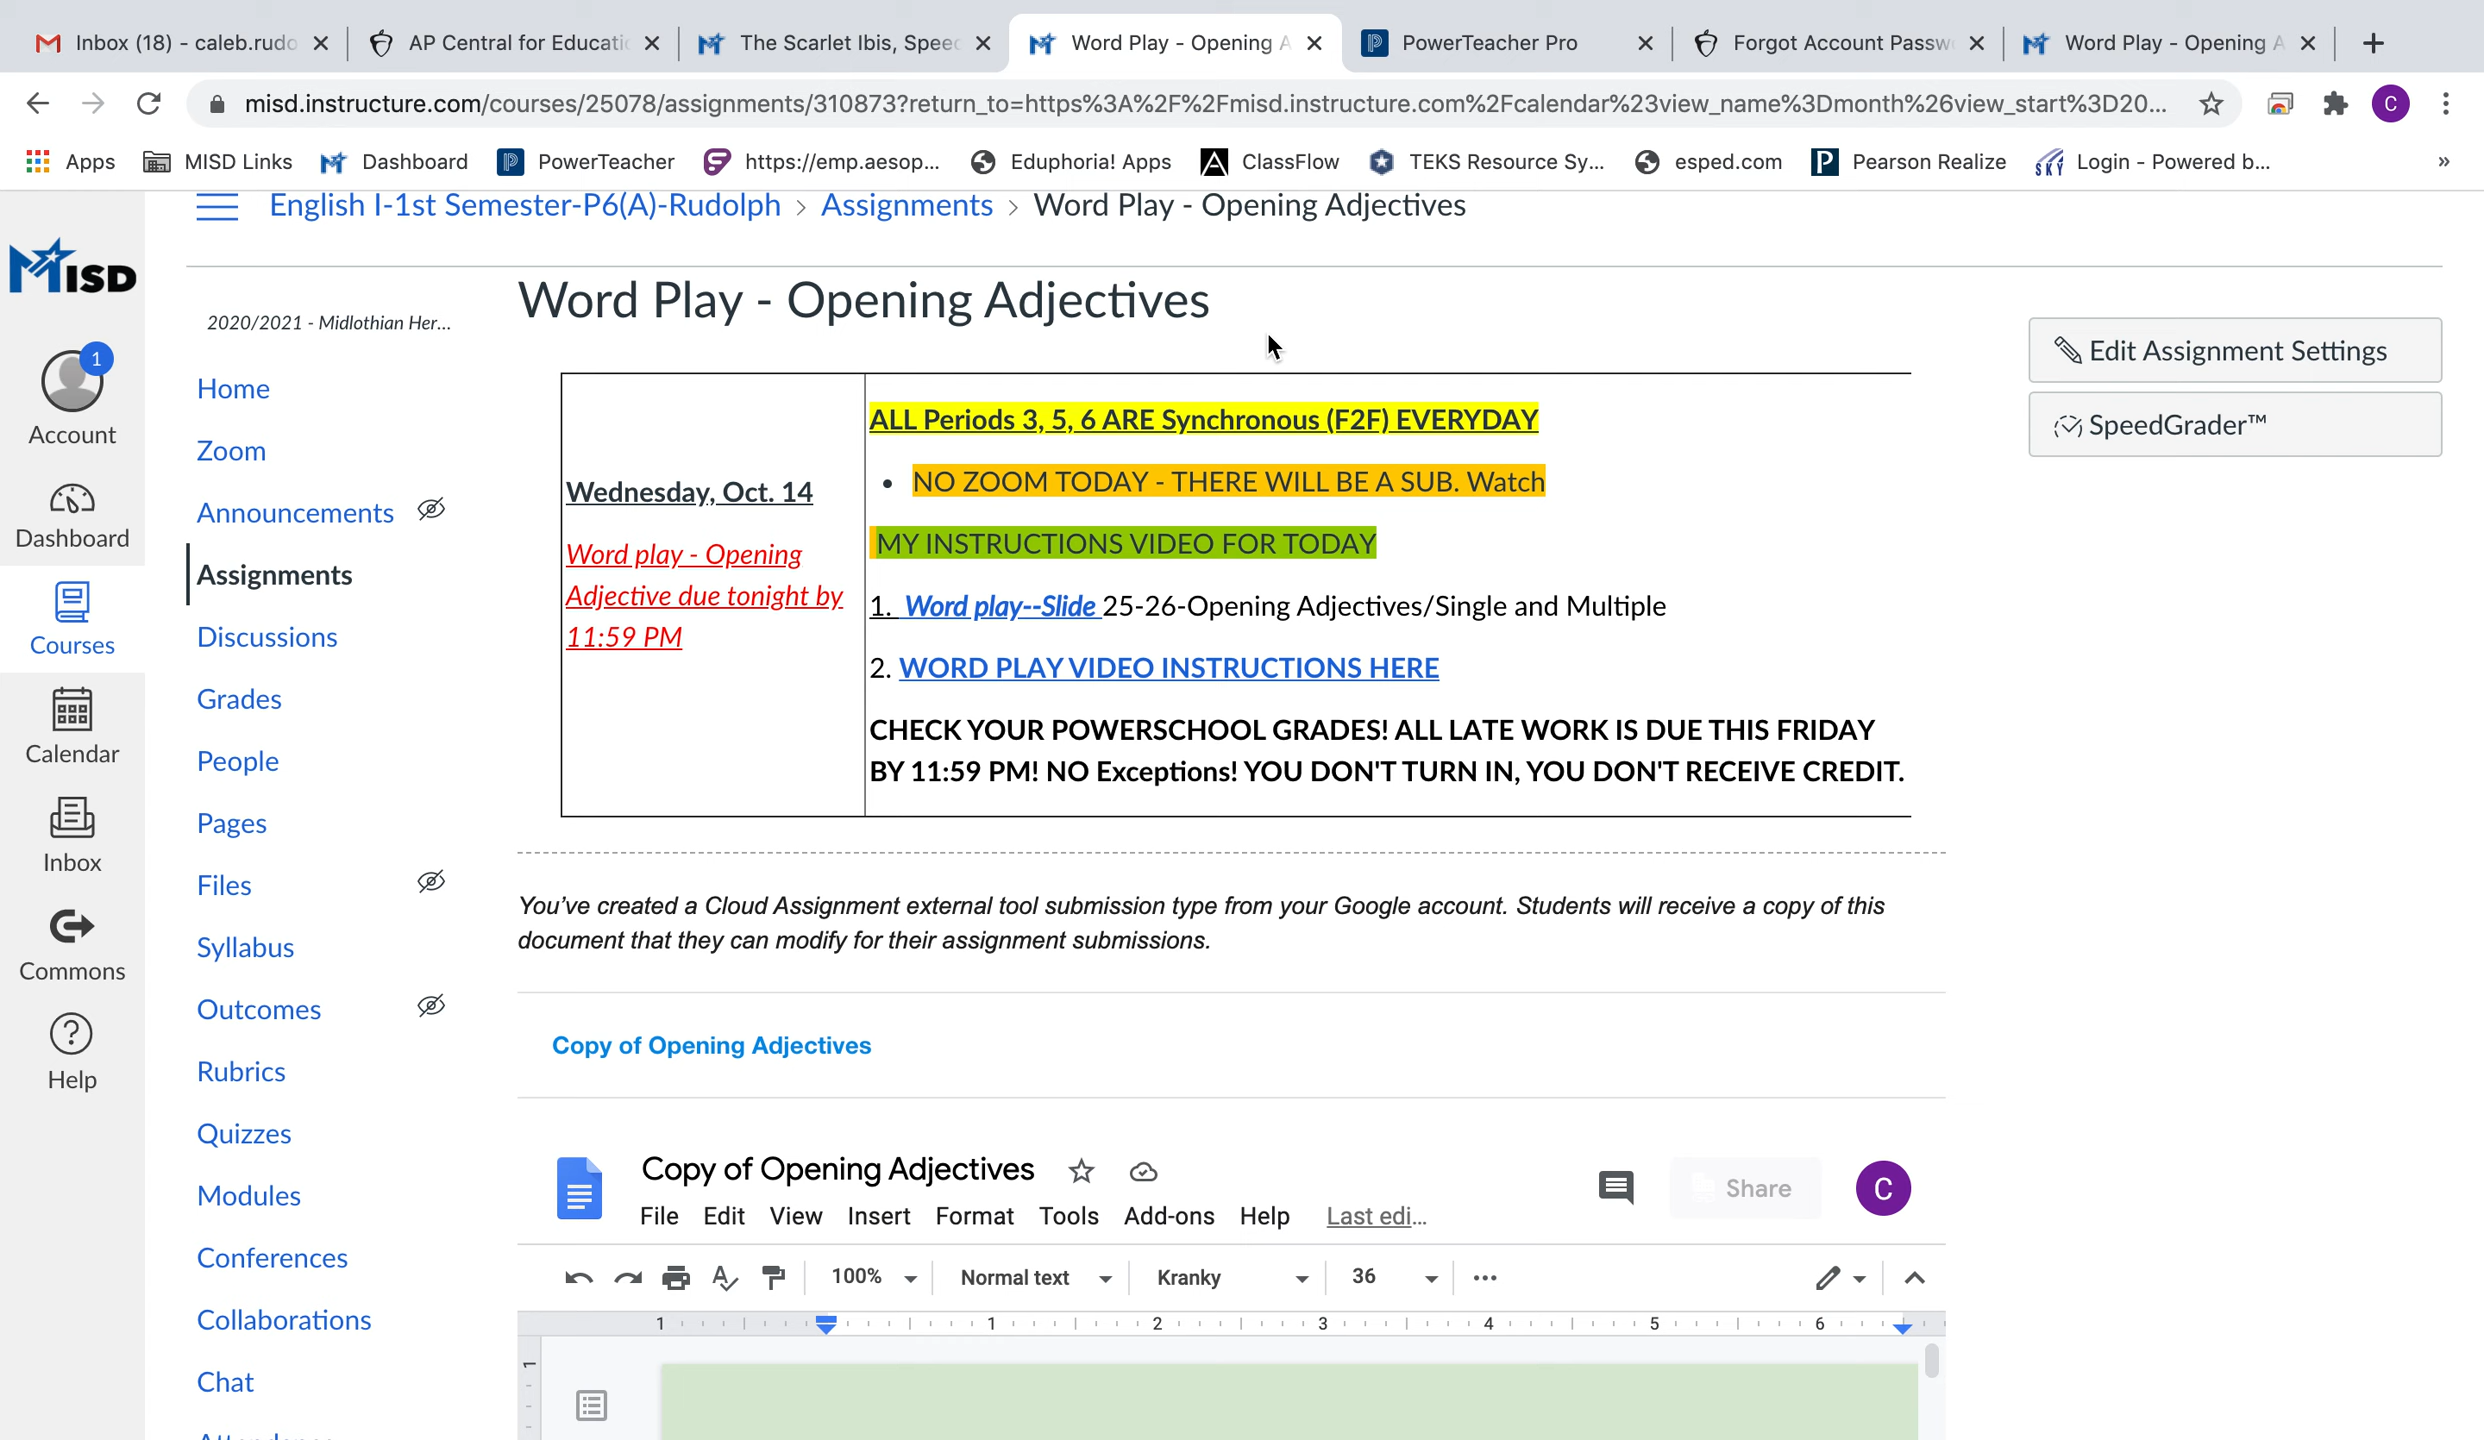 Inbox (18) - caleb.rudo
AP Central for Educati
The Scarlet Ibis, Speec
Word Play - Opening A
PowerTeacher Pro
Forgot Account Passw
Word Play - Opening A
misd.instructure.com/courses/25078/assignments/310873?return_to=https%3A%2F%2Fmisd.instructure.com%2Fcalendar%23view_name%3Dmonth%26view_start%3D20...
C
Apps
MISD Links
Dashboard
PowerTeacher
https://emp.aesop...
Eduphoria! Apps
ClassFlow
TEKS Resource Sy...
esped.com
Pearson Realize
Login - Powered b...
»
English I-1st Semester-P6(A)-Rudolph > Assignments > Word Play - Opening Adjectives
MISD
1
Account
Dashboard
Courses
Calendar
Inbox
Commons
Help
2020/2021 - Midlothian Her...
Home
Zoom
Announcements
Assignments
Discussions
Grades
People
Pages
Files
Syllabus
Outcomes
Rubrics
Quizzes
Modules
Conferences
Collaborations
Chat
Word Play - Opening Adjectives
Edit Assignment Settings
SpeedGrader™
Wednesday, Oct. 14
Word play - Opening
Adjective due tonight by
11:59 PM
ALL Periods 3, 5, 6 ARE Synchronous (F2F) EVERYDAY
• NO ZOOM TODAY - THERE WILL BE A SUB. Watch
MY INSTRUCTIONS VIDEO FOR TODAY
1. Word play--Slide 25-26-Opening Adjectives/Single and Multiple
2. WORD PLAY VIDEO INSTRUCTIONS HERE
CHECK YOUR POWERSCHOOL GRADES! ALL LATE WORK IS DUE THIS FRIDAY
BY 11:59 PM! NO Exceptions! YOU DON'T TURN IN, YOU DON'T RECEIVE CREDIT.
You've created a Cloud Assignment external tool submission type from your Google account. Students will receive a copy of this
document that they can modify for their assignment submissions.
Copy of Opening Adjectives
Copy of Opening Adjectives
Share
C
File Edit View Insert Format Tools Add-ons Help Last edi...
100% Normal text Kranky 36
1 1 2 3 4 5 6
1